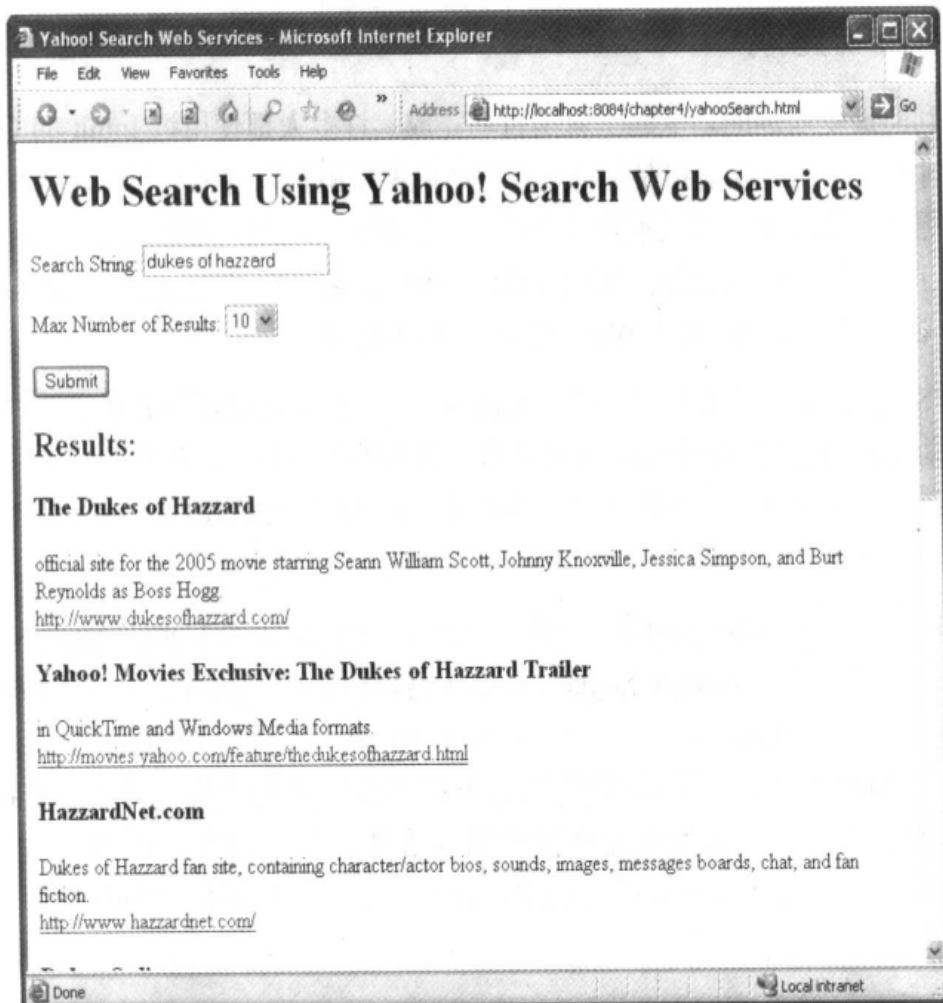 Yahoo! Search Web Services - Microsoft Internet Explorer
File Edit View Favorites Tools Help
» Address http://localhost:8084/chapter4/yahooSearch.html Go
Web Search Using Yahoo! Search Web Services
Search String: dukes of hazzard
Max Number of Results: 10
Submit
Results:
The Dukes of Hazzard
official site for the 2005 movie starring Seann William Scott, Johnny Knoxville, Jessica Simpson, and Burt
Reynolds as Boss Hogg.
http://www.dukesofhazzard.com/
Yahoo! Movies Exclusive: The Dukes of Hazzard Trailer
in QuickTime and Windows Media formats.
http://movies.yahoo.com/feature/thedukesofhazzard.html
HazzardNet.com
Dukes of Hazzard fan site, containing character/actor bios, sounds, images, messages boards, chat, and fan
fiction.
http://www.hazzardnet.com/
Done Local intranet